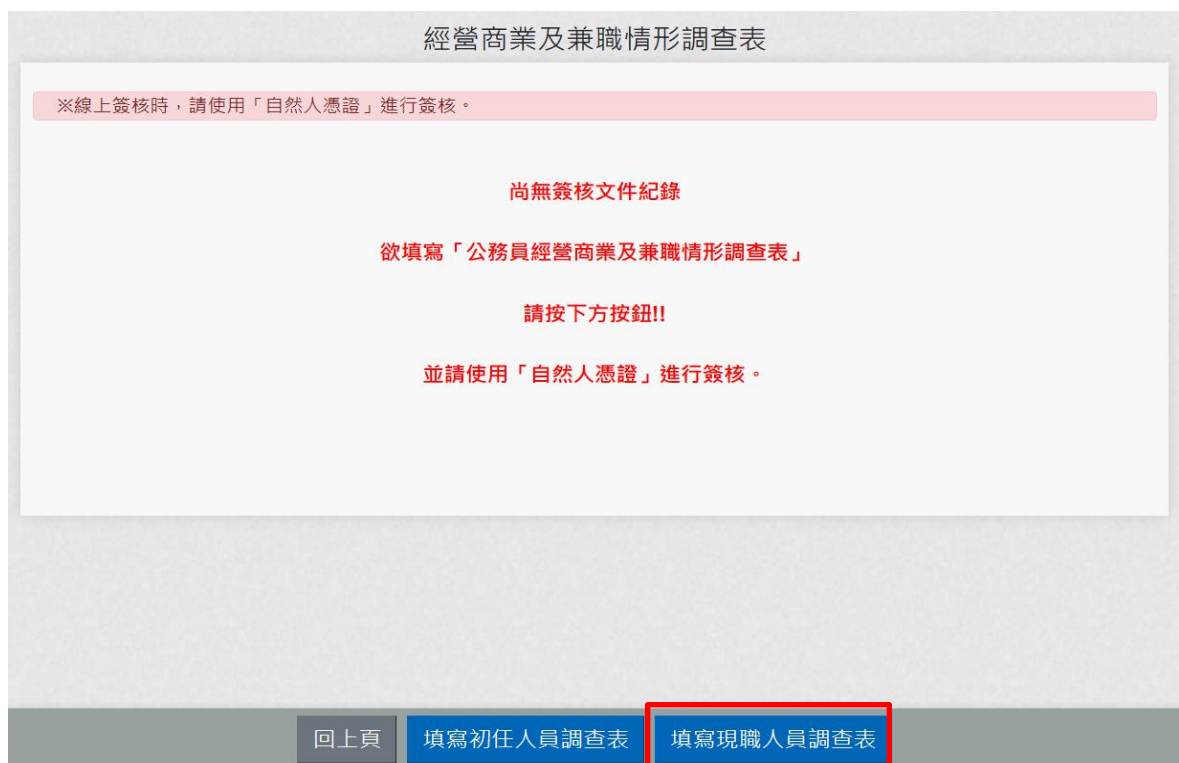 經營商業及兼職情形調查表
※線上簽核時，請使用「自然人憑證」進行簽核。
尚無簽核文件紀錄
欲填寫「公務員經營商業及兼職情形調查表」
請按下方按鈕!!
並請使用「自然人憑證」進行簽核。
回上頁 填寫初任人員調查表 填寫現職人員調查表